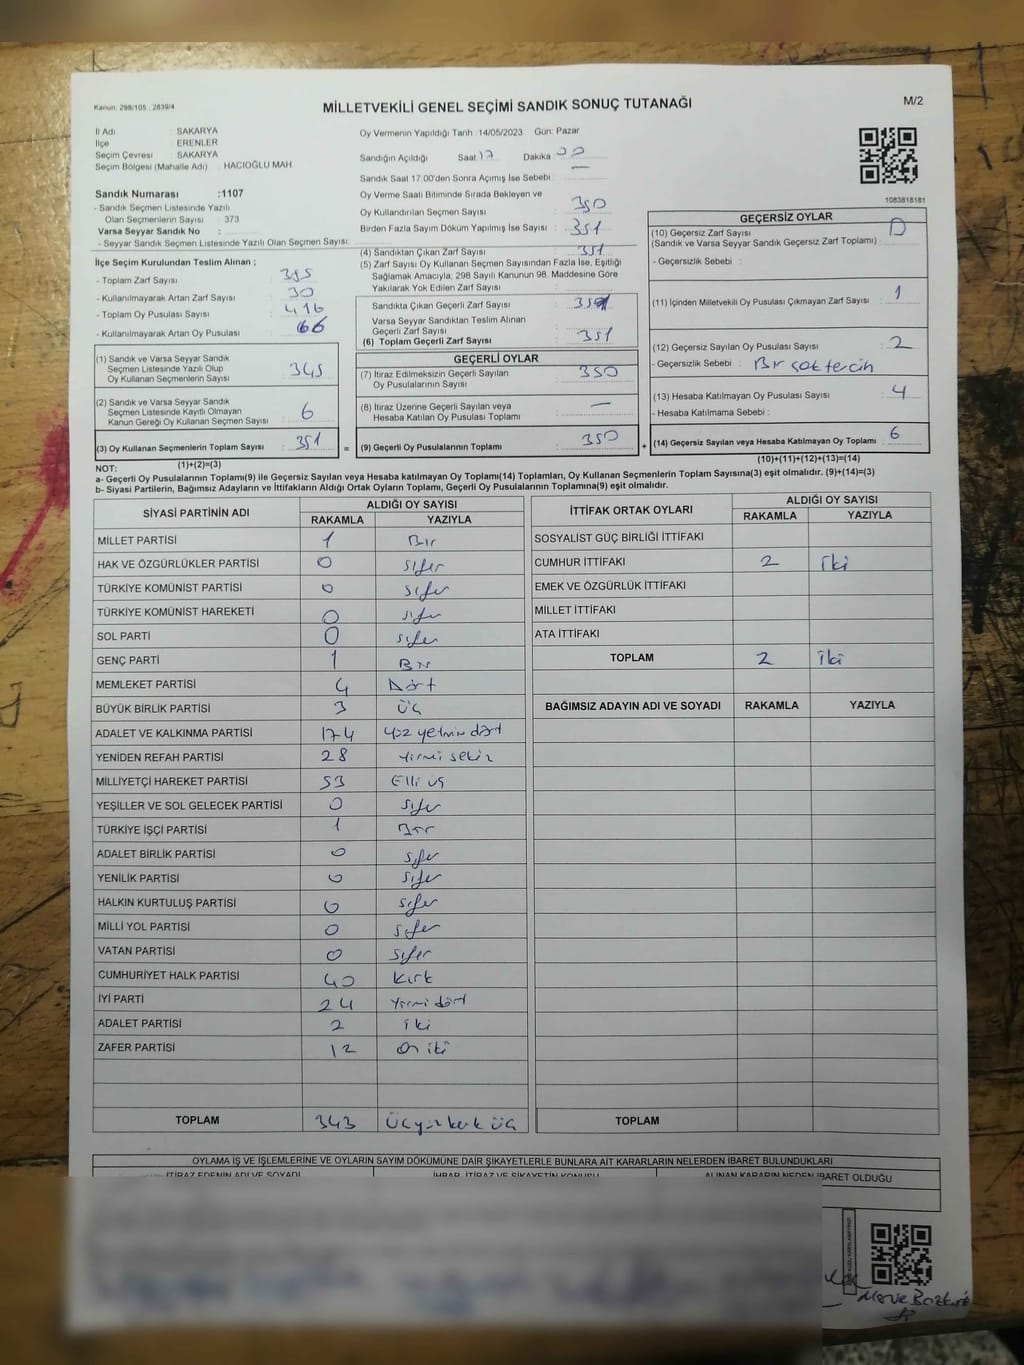 Kanun: 298/105 , 2839/4
MİLLETVEKİLİ GENEL SEÇİMİ SANDIK SONUÇ TUTANAĞI
M/2
İl Adı : SAKARYA
İlçe : ERENLER
Seçim Çevresi : SAKARYA
Seçim Bölgesi (Mahalle Adı) : HACIOĞLU MAH
Sandık Numarası :1107
- Sandık Seçmen Listesinde Yazılı
Olan Seçmenlerin Sayısı : 373
Varsa Seyyar Sandık No :
- Seyyar Sandık Seçmen Listesinde Yazılı Olan Seçmen Sayısı:
İlçe Seçim Kurulundan Teslim Alınan ;
- Toplam Zarf Sayısı : 395
- Kullanılmayarak Artan Zarf Sayısı : 30
- Toplam Oy Pusulası : 416
- Kullanılmayarak Artan Oy Pusulası : 66
(1) Sandık ve Varsa Seyyar Sandık
Seçmen Listesinde Yazılı Olup
Oy Kullanan Seçmenlerin Sayısı : 345
(2) Sandık ve Varsa Seyyar Sandık
Seçmen Listesinde Kayıtlı Olmayan
Kanun Gereği Oy Kullanan Seçmen Sayısı : 6
(3) Oy Kullanan Seçmenlerin Toplam Sayısı : 351
(1)+(2)=(3)
Oy Vermenin Yapıldığı Tarih : 14/05/2023 Gün: Pazar
Sandığın Açıldığı Saat 17 Dakika 00
Sandık Saat 17.00'den Sonra Açımış İse Sebebi : —
Oy Verme Saati Bitiminde Sırada Bekleyen ve
Oy Kullandırılan Seçmen Sayısı : 350
Birden Fazla Sayım Döküm Yapılmış İse Sayısı : 351
(4) Sandıktan Çıkan Zarf Sayısı : 351
(5) Zarf Sayısı Oy Kullanan Seçmen Sayısından Fazla İse, Eşitliği
Sağlamak Amacıyla, 298 Sayılı Kanunun 98. Maddesine Göre
Yakılarak Yok Edilen Zarf Sayısı :
Sandıkta Çıkan Geçerli Zarf Sayısı : 351
Varsa Seyyar Sandıktan Teslim Alınan
Geçerli Zarf Sayısı :
(6) Toplam Geçerli Zarf Sayısı : 351
GEÇERLİ OYLAR
(7) İtiraz Edilmeksizin Geçerli Sayılan
Oy Pusulalarının Sayısı : 350
(8) İtiraz Üzerine Geçerli Sayılan veya
Hesaba Katılan Oy Pusulası Toplamı : —
= (9) Geçerli Oy Pusulalarının Toplamı : 350
1083818181
GEÇERSİZ OYLAR
(10) Geçersiz Zarf Sayısı : 0
(Sandık ve Varsa Seyyar Sandık Geçersiz Zarf Toplamı)
- Geçersizlik Sebebi :
(11) İçinden Milletvekili Oy Pusulası Çıkmayan Zarf Sayısı : 1
(12) Geçersiz Sayılan Oy Pusulası Sayısı : 2
- Geçersizlik Sebebi : Bir çok tercih
(13) Hesaba Katılmayan Oy Pusulası Sayısı : 4
- Hesaba Katılmama Sebebi :
+ (14) Geçersiz Sayılan veya Hesaba Katılmayan Oy Toplamı : 6
(10)+(11)+(12)+(13)=(14)
NOT:
a- Geçerli Oy Pusulası(9) ile Geçersiz Sayılan veya Hesaba katılmayan Oy Toplamı(14) Toplamları, Oy Kullanan Seçmenlerin Toplam Sayısına(3) eşit olmalıdır. (9)+(14)=(3)
b- Siyasi Partilerin, Bağımsız Adayların ve İttifakların Aldığı Ortak Oyların Toplamı, Geçerli Oy Pusulalarının Toplamına(9) eşit olmalıdır.
SİYASİ PARTİNİN ADI ALDIĞI OY SAYISI
RAKAMLA YAZIYLA
MİLLET PARTİSİ 1 Bir
HAK VE ÖZGÜRLÜKLER PARTİSİ 0 sıfır
TÜRKİYE KOMÜNİST PARTİSİ 0 sıfır
TÜRKİYE KOMÜNİST HAREKETİ 0 sıfır
SOL PARTİ 0 sıfır
GENÇ PARTİ 1 Bir
MEMLEKET PARTİSİ 4 Dört
BÜYÜK BİRLİK PARTİSİ 3 Üç
ADALET VE KALKINMA PARTİSİ 174 yüz yetmiş dört
YENİDEN REFAH PARTİSİ 28 yirmi sekiz
MİLLİYETÇİ HAREKET PARTİSİ 53 Elli üç
YEŞİLLER VE SOL GELECEK PARTİSİ 0 sıfır
TÜRKİYE İŞÇİ PARTİSİ 1 Bir
ADALET BİRLİK PARTİSİ 0 sıfır
YENİLİK PARTİSİ 0 sıfır
HALKIN KURTULUŞ PARTİSİ 0 sıfır
MİLLİ YOL PARTİSİ 0 sıfır
VATAN PARTİSİ 0 sıfır
CUMHURİYET HALK PARTİSİ 40 kırk
İYİ PARTİ 24 yirmi dört
ADALET PARTİSİ 2 iki
ZAFER PARTİSİ 12 on iki
TOPLAM 343 Üçyüz kırk üç
İTTİFAK ORTAK OYLARI ALDIĞI OY SAYISI
RAKAMLA YAZIYLA
SOSYALİST GÜÇ BİRLİĞİ İTTİFAKI
CUMHUR İTTİFAKI 2 iki
EMEK VE ÖZGÜRLÜK İTTİFAKI
MİLLET İTTİFAKI
ATA İTTİFAKI
TOPLAM 2 iki
BAĞIMSIZ ADAYIN ADI VE SOYADI RAKAMLA YAZIYLA
TOPLAM
OYLAMA İŞ VE İŞLEMLERİNE VE OYLARIN SAYIM DÖKÜMÜNE DAİR ŞİKAYETLERLE BUNLARA AİT KARARLARIN NELERDEN İBARET BULUNDUKLARI
İTİRAZ EDENİN ADI VE SOYADI İHBAR, İTİRAZ VE ŞİKAYETİN KONUSU ALINAN KARARIN NEDEN İBARET OLDUĞU